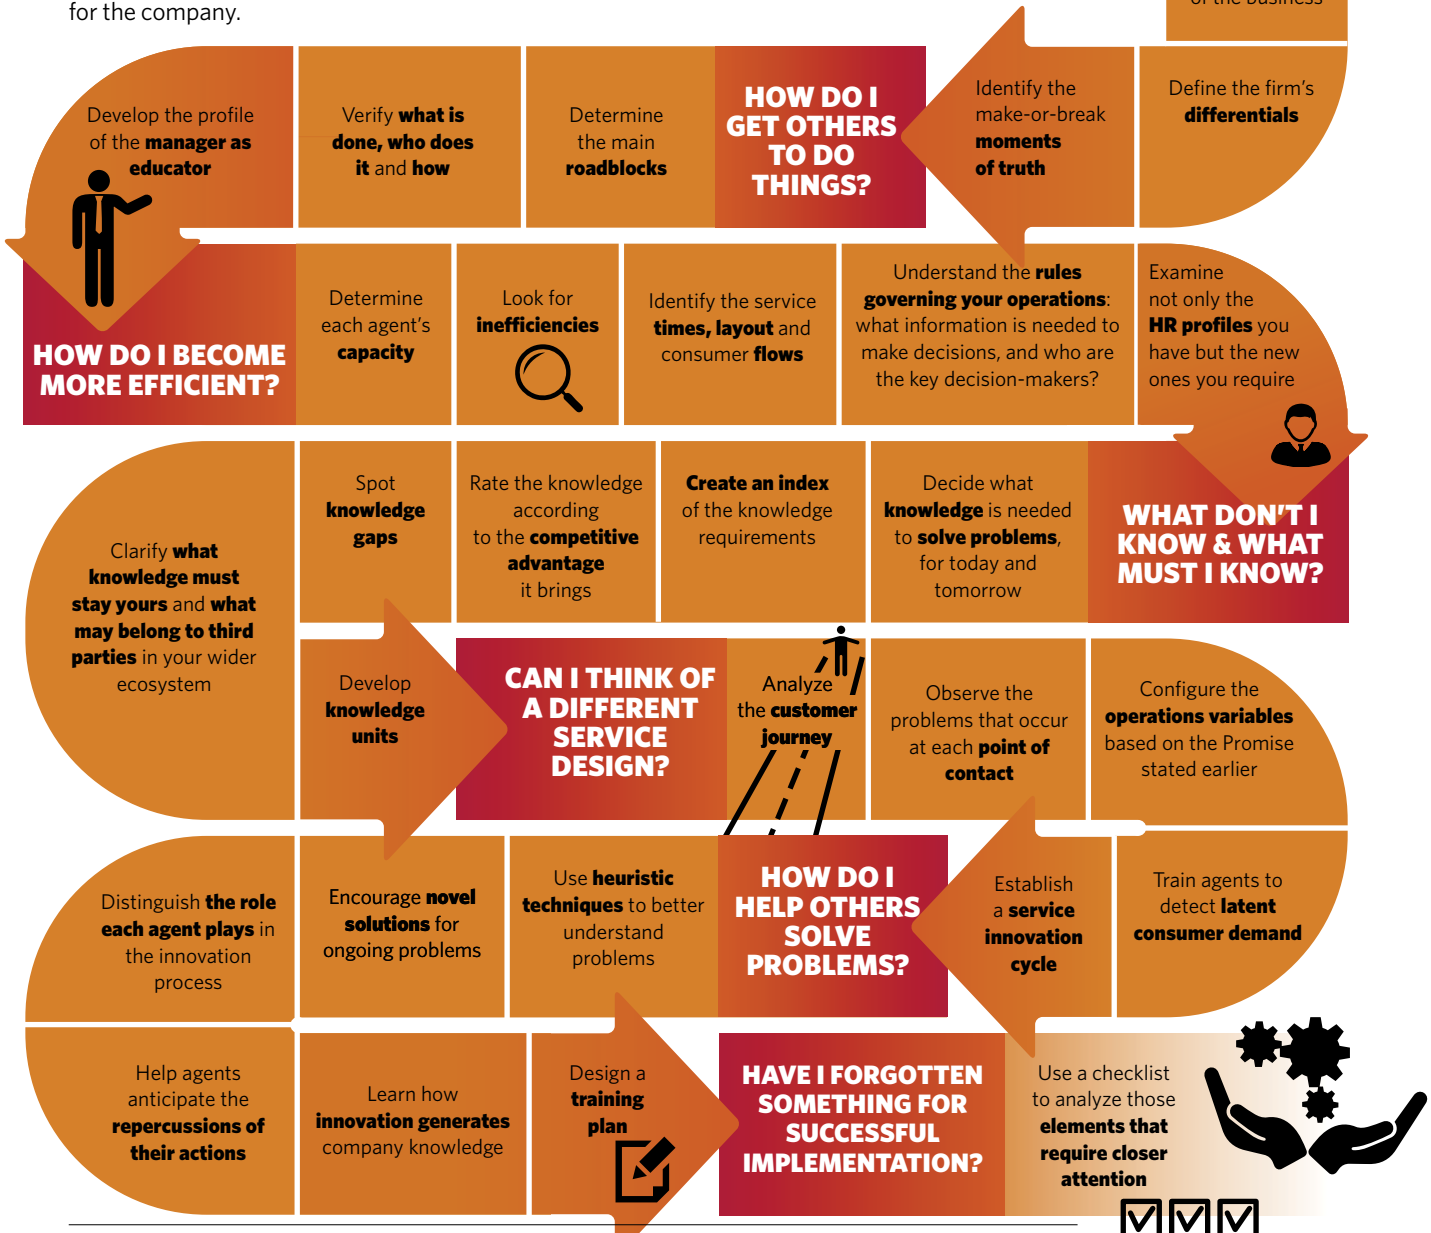 for the company.
of the business
Define the firm's
differentials
Identify the
make-or-break
moments
of truth
HOW DO I
GET OTHERS
TO DO
THINGS?
Determine
the main
roadblocks
Verify what is
done, who does
it and how
Develop the profile
of the manager as
educator
HOW DO I BECOME
MORE EFFICIENT?
Determine
each agent's
capacity
Look for
inefficiencies
Identify the service
times, layout and
consumer flows
Understand the rules
governing your operations:
what information is needed to
make decisions, and who are
the key decision-makers?
Examine
not only the
HR profiles you
have but the new
ones you require
WHAT DON'T I
KNOW & WHAT
MUST I KNOW?
Decide what
knowledge is needed
to solve problems,
for today and
tomorrow
Create an index
of the knowledge
requirements
Rate the knowledge
according
to the competitive
advantage
it brings
Spot
knowledge
gaps
Clarify what
knowledge must
stay yours and what
may belong to third
parties in your wider
ecosystem
Develop
knowledge
units
CAN I THINK OF
A DIFFERENT
SERVICE
DESIGN?
Analyze
the customer
journey
Observe the
problems that occur
at each point of
contact
Configure the
operations variables
based on the Promise
stated earlier
Train agents to
detect latent
consumer demand
Establish
a service
innovation
cycle
HOW DO I
HELP OTHERS
SOLVE
PROBLEMS?
Use heuristic
techniques to better
understand
problems
Encourage novel
solutions for
ongoing problems
Distinguish the role
each agent plays in
the innovation
process
Help agents
anticipate the
repercussions of
their actions
Learn how
innovation generates
company knowledge
Design a
training
plan
HAVE I FORGOTTEN
SOMETHING FOR
SUCCESSFUL
IMPLEMENTATION?
Use a checklist
to analyze those
elements that
require closer
attention